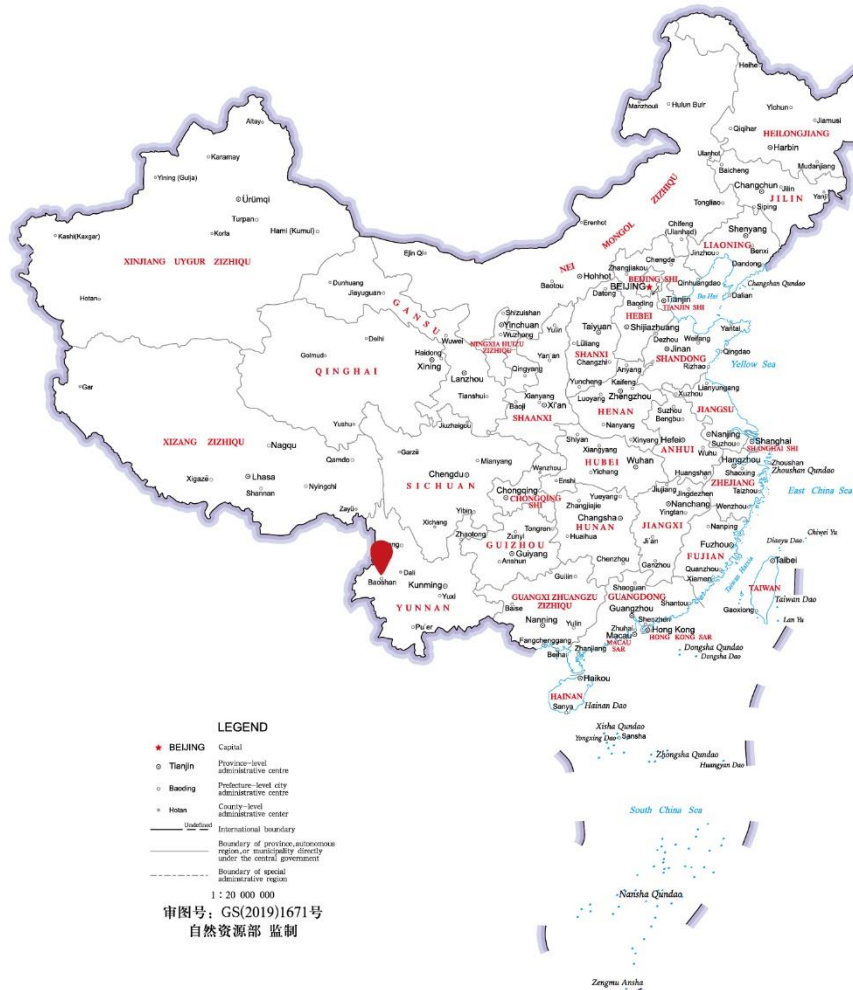 Heihe
Manzhouli
Hulun Buir
Yichun
Jiamusi
Qiqihar
HEILONGJIANG
Harbin
Altay
Karamay
Ulanhot
Baicheng
Mudanjiang
Yining (Gulja)
Ürümqi
Changchun
Jilin
Yanji
JILIN
Tongliao
Siping
Turpan
Hami (Kumul)
Erenhot
NEI MONGOL ZIZHIQU
Chifeng
(Ulanhad)
Shenyang
Kashi(Kaxgar)
Korla
LIAONING
Benxi
XINJIANG UYGUR ZIZHIQU
Ejin Qi
Chengde
Jinzhou
Dandong
Zhangjiakou
Hohhot
BEIJING SHI
Qinhuangdao
Changshan Qundao
Dunhuang
Jiayuguan
Baotou
Datong
BEIJING
Bo Hai
Dalian
Hotan
GANSU
Tianjin
TIANJIN SHI
Baoding
HEBEI
Shizuishan
Yinchuan
Wuzhong
Yulin
Taiyuan
Shijiazhuang
Yantai
Delhi
Wuwei
NINGXIA HUIZU
ZIZHIQU
Lüliang
Dezhou
Weifang
Jinan
Golmud
Haidong
Xining
Yan'an
SHANXI
SHANDONG
Qingdao
Yellow Sea
QINGHAI
Lanzhou
Qingyang
Changzhi
Anyang
Rizhao
Gar
Tianshui
Xianyang
Yuncheng
Kaifeng
Lianyungang
Baoji
Xi'an
Luoyang
Zhengzhou
Xuzhou
SHAANXI
HENAN
Suzhou
JIANGSU
Yushu
Jiuzhaigou
Nanyang
Bengbu
XIZANG ZIZHIQU
Nagqu
Shiyan
Xinyang
Hefei
Nanjing
Shanghai
Qamdo
Garzê
Mianyang
Xiangyang
ANHUI
Suzhou
SHANGHAI SHI
Wuhu
Chengdu
Wanzhou
HUBEI
Wuhan
Hangzhou
Zhoushan
Xigazê
Lhasa
Shannan
Nyingchi
SICHUAN
Yichang
Enshi
Huangshan
Shaoxing
Zhoushan Qundao
ZHEJIANG
Chongqing
CHONGQING
SHI
Yueyang
Jiujiang
Jingdezhen
Taizhou
East China Sea
Zayü
Yibin
Zhangjiajie
Nanchang
Wenzhou
Xichang
Changsha
Yingtan
Zhaotong
Zunyi
Tongren
HUNAN
JIANGXI
Nanping
GUIZHOU
Huaihua
Ji'an
Fuzhou
Chiwei Yu
Diaoyu Dao
Guiyang
Anshun
Chenzhou
Ganzhou
FUJIAN
Taibei
Dali
Guilin
Quanzhou
Baoshan
Kunming
Xiamen
Taiwan Haixia
Shaoguan
TAIWAN
Yuxi
GUANGXI ZHUANGZU
ZIZHIQU
GUANGDONG
YUNNAN
Baise
Guangzhou
Shantou
Taiwan Dao
Gaoxiong
Pu'er
Nanning
Yulin
Zhuhai
Shenzhen
Hong Kong
Lan Yu
Macau
MACAU
SAR
HONG KONG SAR
Fangchenggang
Zhanjiang
Beihai
Dongsha Qundao
Dongsha Dao
Haikou
HAINAN
Hainan Dao
Sanya
Xisha Qundao
Yongxing Dao
Sansha
Zhongsha Qundao
Huangyan Dao
South China Sea
Nansha Qundao
Zengmu Ansha
LEGEND
BEIJING Capital
Tianjin Province-level
administrative centre
Baoding Prefecture-level city
administrative centre
Hotan County-level
administrative center
Undefined
International boundary
Boundary of province,autonomous
region,or municipality directly
under the central government
Boundary of special
administrative region
1:20 000 000
审图号：GS(2019)1671号
自然资源部 监制